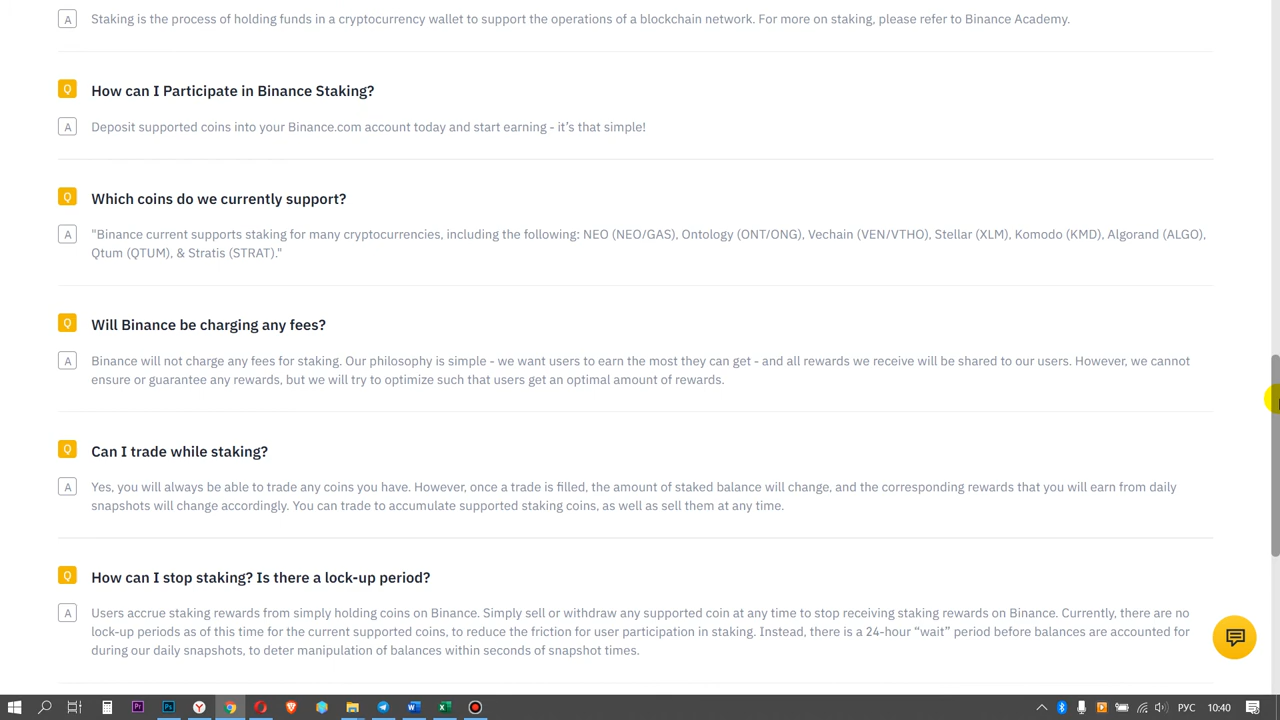 A Staking is the process of holding funds in a cryptocurrency wallet to support the operations of a blockchain network. For more on staking, please refer to Binance Academy.
Q How can I Participate in Binance Staking?
A Deposit supported coins into your Binance.com account today and start earning - it’s that simple!
Q Which coins do we currently support?
A "Binance current supports staking for many cryptocurrencies, including the following: NEO (NEO/GAS), Ontology (ONT/ONG), Vechain (VEN/VTHO), Stellar (XLM), Komodo (KMD), Algorand (ALGO),
Qtum (QTUM), & Stratis (STRAT)."
Q Will Binance be charging any fees?
A Binance will not charge any fees for staking. Our philosophy is simple - we want users to earn the most they can get - and all rewards we receive will be shared to our users. However, we cannot
ensure or guarantee any rewards, but we will try to optimize such that users get an optimal amount of rewards.
Q Can I trade while staking?
A Yes, you will always be able to trade any coins you have. However, once a trade is filled, the amount of staked balance will change, and the corresponding rewards that you will earn from daily
snapshots will change accordingly. You can trade to accumulate supported staking coins, as well as sell them at any time.
Q How can I stop staking? Is there a lock-up period?
A Users accrue staking rewards from simply holding coins on Binance. Simply sell or withdraw any supported coin at any time to stop receiving staking rewards on Binance. Currently, there are no
lock-up periods as of this time for the current supported coins, to reduce the friction for user participation in staking. Instead, there is a 24-hour “wait” period before balances are accounted for
during our daily snapshots, to deter manipulation of balances within seconds of snapshot times.
Pr Ps РУС 10:40